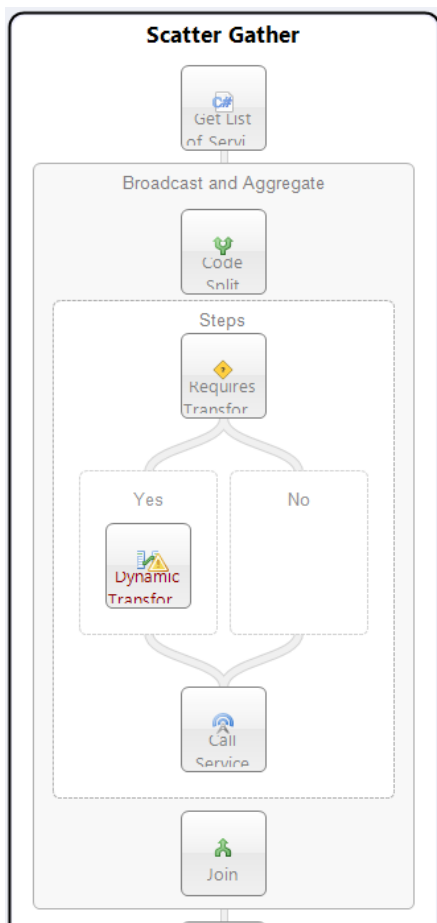 Scatter Gather
C#
Get List
of Servi...
Broadcast and Aggregate
Code
Split
Steps
?
Requires
Transfor...
Yes
No
Dynamic
Transfor...
Call
Service
Join